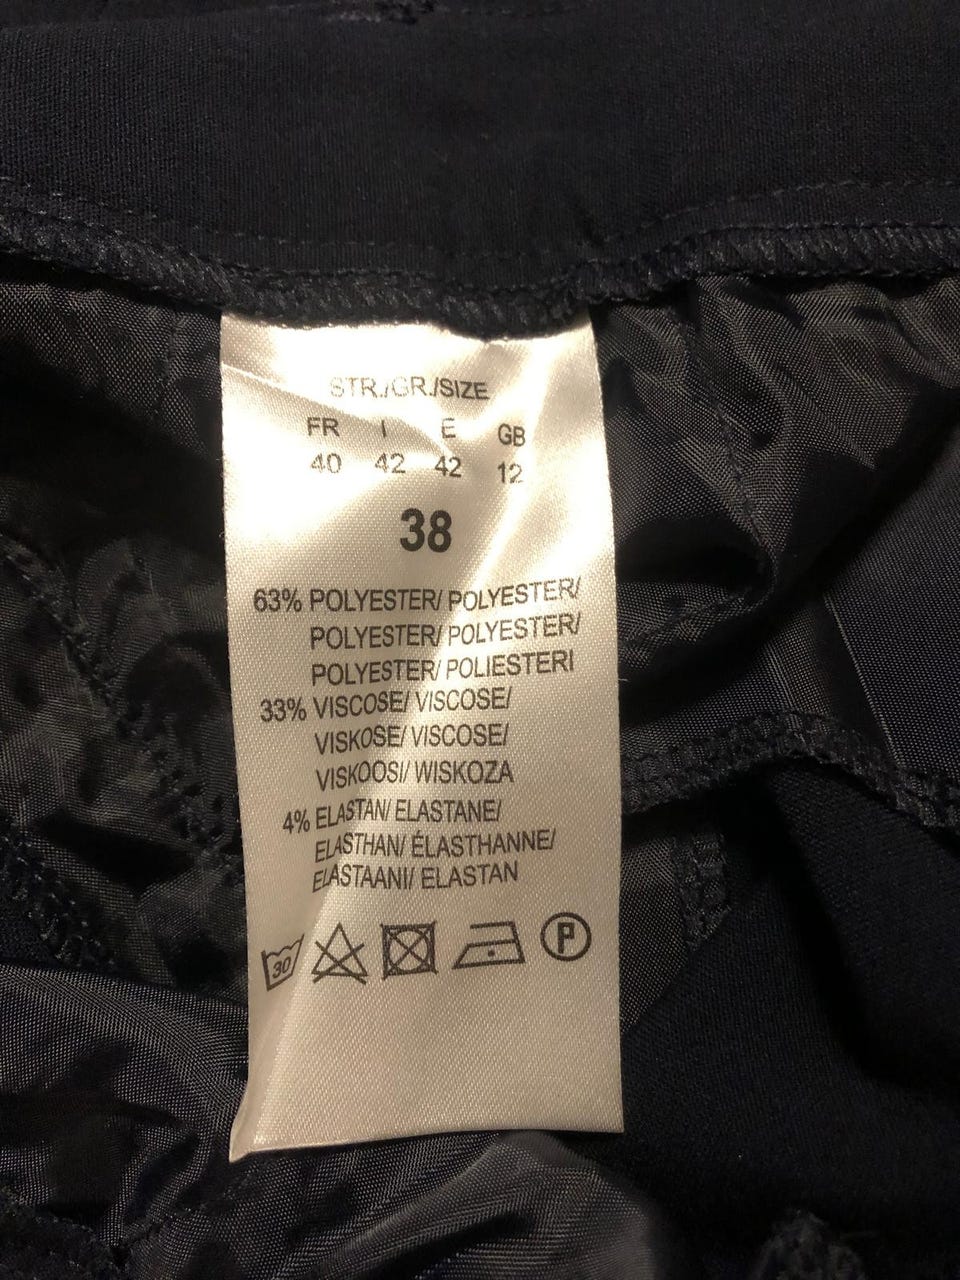 STR./GR./SIZE
FR I E GB
40 42 42 12
38
63% POLYESTER/ POLYESTER/
POLYESTER/ POLYESTER/
POLYESTER/ POLIESTERI
33% VISCOSE/ VISCOSE/
VISKOSE/ VISCOSE/
VISKOOSI/ WISKOZA
4% ELASTAN/ ELASTANE/
ELASTHAN/ ÉLASTHANNE/
ELASTAANI/ ELASTAN
30 P